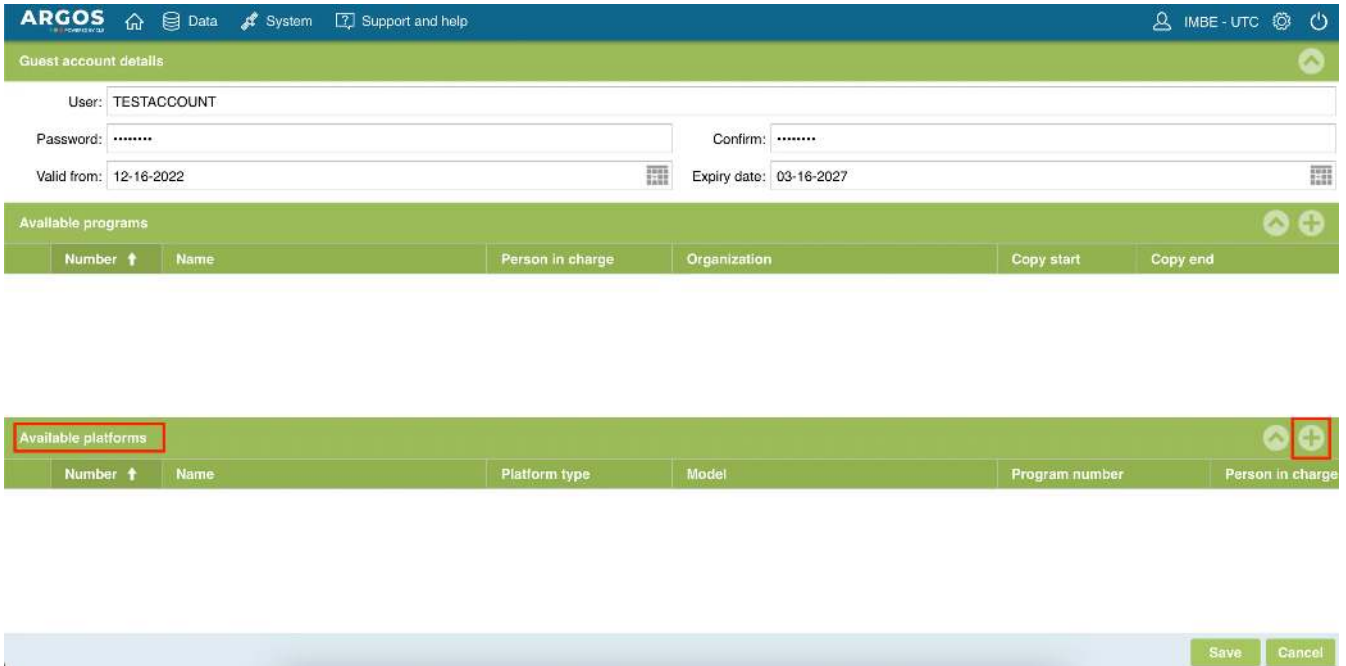 ARGOS Data System Support and help IMBE - UTC
Guest account details
User: TESTACCOUNT
Password: •••••••• Confirm: ••••••••
Valid from: 12-16-2022 Expiry date: 03-16-2027
Available programs
Number Name Person in charge Organization Copy start Copy end
Available platforms
Number Name Platform type Model Program number Person in charge
Save Cancel